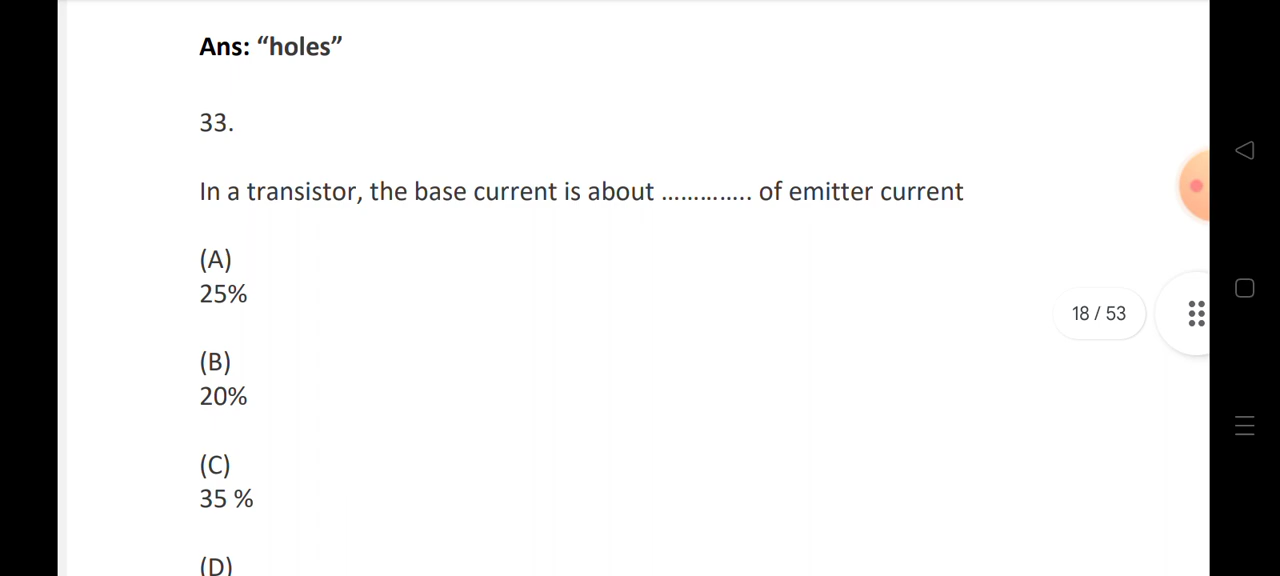 Ans: “holes”
33.
In a transistor, the base current is about ………….. of emitter current
(A)
25%
18 / 53
(B)
20%
(C)
35 %
(D)